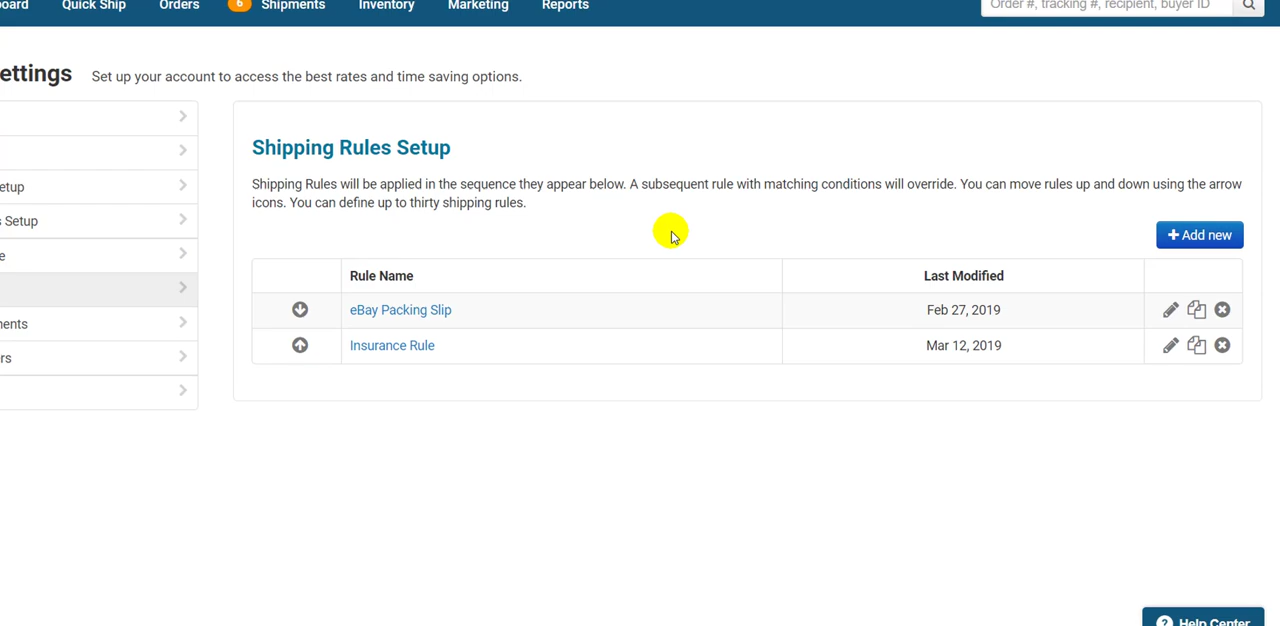 oard Quick Ship Orders 6 Shipments Inventory Marketing Reports Order #, tracking #, recipient, buyer ID
ettings Set up your account to access the best rates and time saving options.
etup
s Setup
e
nents
rs
Shipping Rules Setup
Shipping Rules will be applied in the sequence they appear below. A subsequent rule with matching conditions will override. You can move rules up and down using the arrow
icons. You can define up to thirty shipping rules.
+ Add new
Rule Name Last Modified
eBay Packing Slip Feb 27, 2019
Insurance Rule Mar 12, 2019
? Help Center